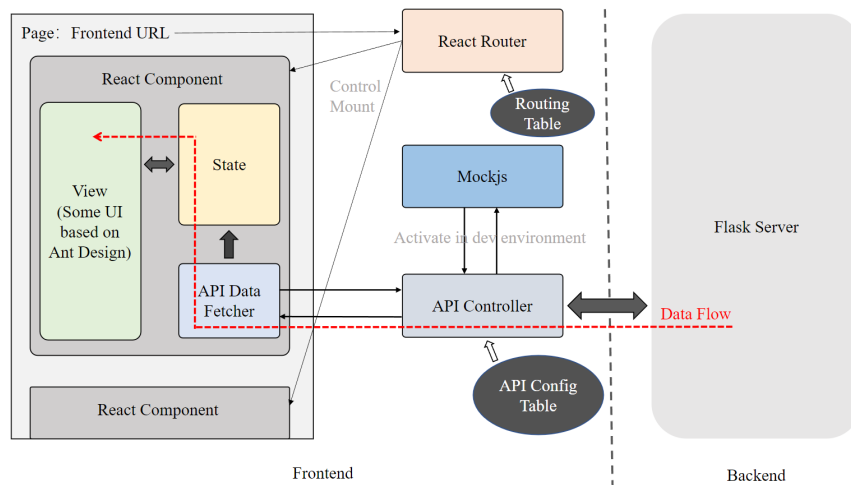 Page: Frontend URL
React Router
React Component
Control
Mount
Routing
Table
State
View
(Some UI
based on
Ant Design)
Mockjs
Activate in dev environment
Flask Server
API Data
Fetcher
API Controller
Data Flow
API Config
Table
React Component
Frontend
Backend